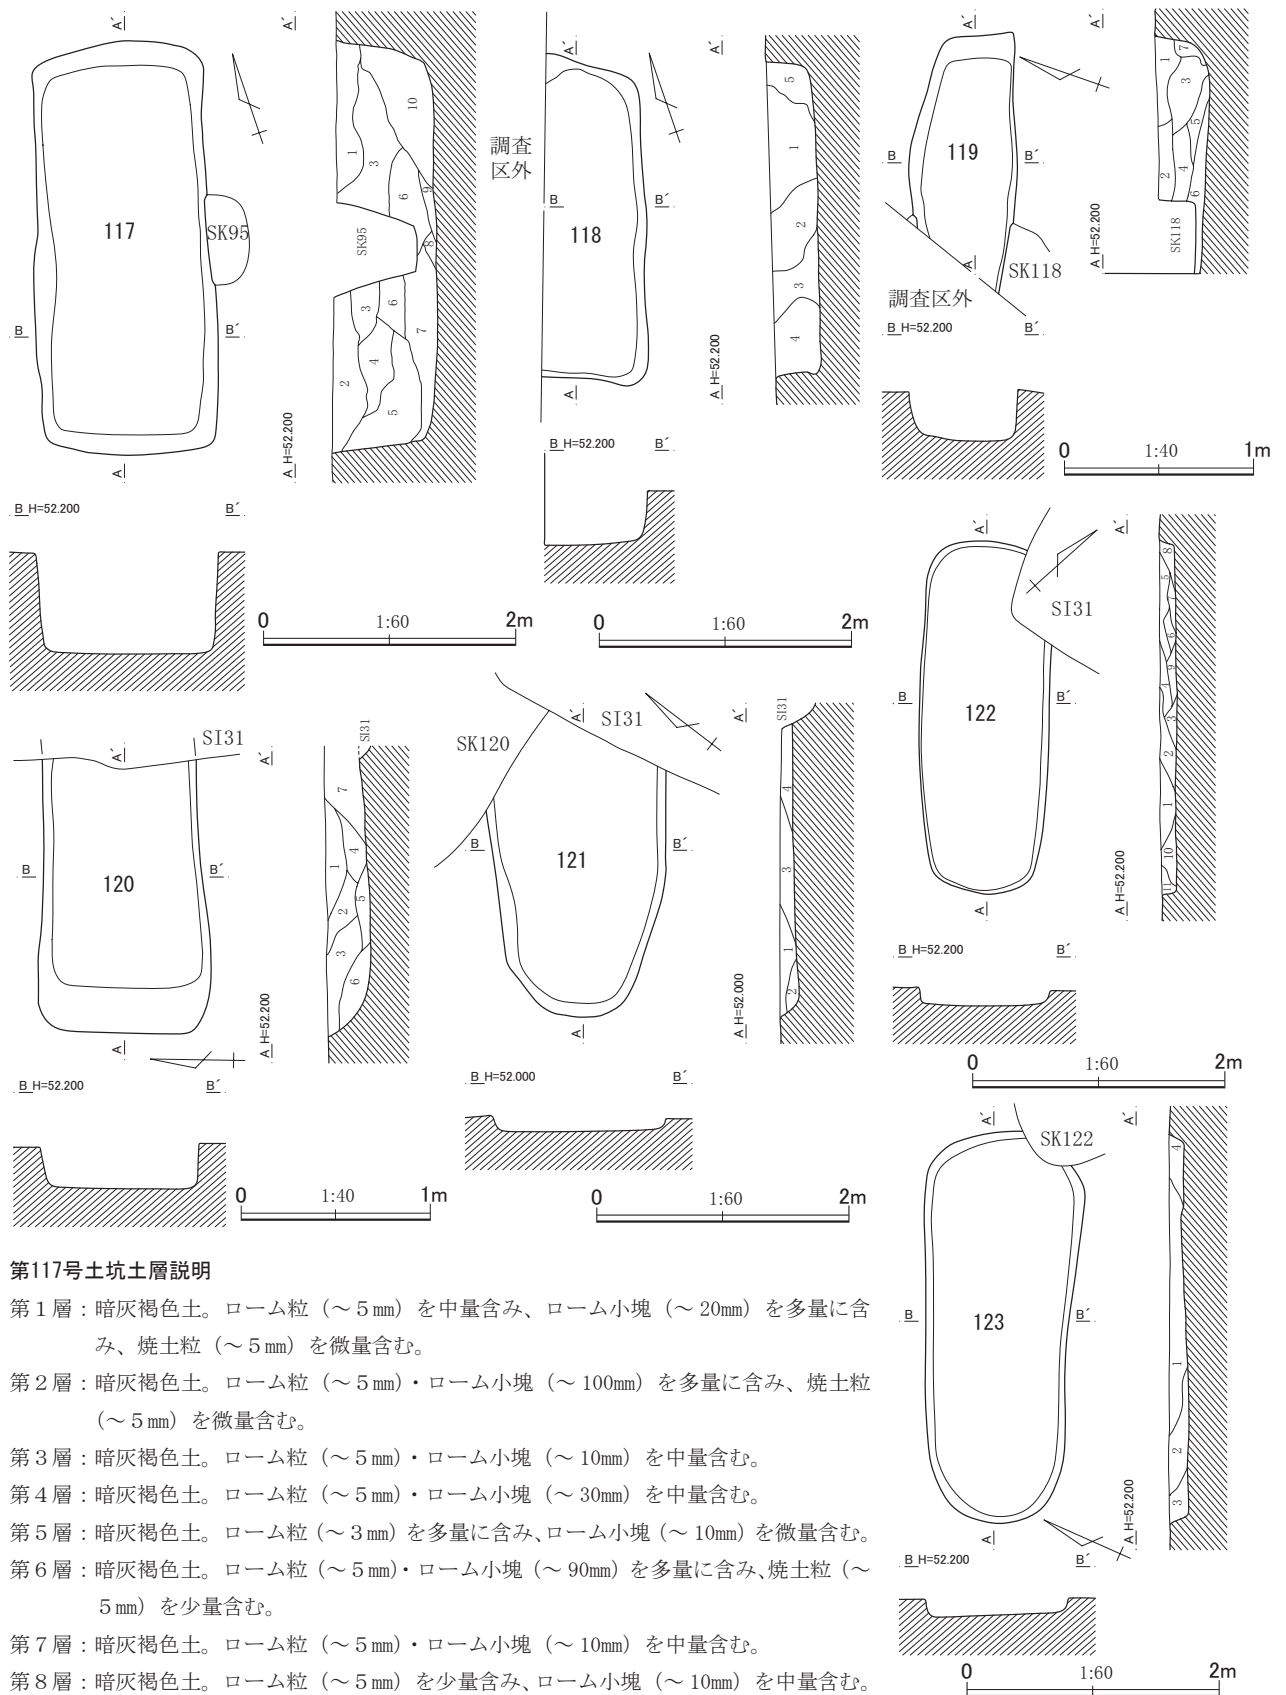 A´
A´
117
SK95
B
B´
A
B H=52.200
B´
A H=52.200
1
3
10
6
9
SK95
8
3
6
7
4
2
5
0
1:60
2m
A´
A´
調査
区外
B
B´
118
A
A H=52.200
B H=52.200
B´
5
1
2
3
4
0
1:60
2m
A´
A´
119
B
B´
A
SK118
調査区外
B H=52.200
B´
A H=52.200
1
7
3
5
2
4
6
SK118
0
1:40
1m
SI31
A´
A´
B
B´
120
A
A H=52.200
B H=52.200
B´
SI31
7
1
4
2
5
3
6
0
1:40
1m
SK120
SI31
A´
A´
B
B´
121
A
A H=52.000
B H=52.000
B´
SI31
4
3
1
2
0
1:60
2m
A´
A´
SI31
B
B´
122
A
A H=52.200
B H=52.200
B´
8
5
7
6
9
4
3
2
1
10
11
0
1:60
2m
A´
A´
SK122
B
B´
123
A
A H=52.200
B H=52.200
B´
4
1
2
3
0
1:60
2m
第117号土坑土層説明
第１層：暗灰褐色土。ローム粒（～５㎜）を中量含み、ローム小塊（～20㎜）を多量に含
み、焼土粒（～５㎜）を微量含む。
第２層：暗灰褐色土。ローム粒（～５㎜）・ローム小塊（～100㎜）を多量に含み、焼土粒
（～５㎜）を微量含む。
第３層：暗灰褐色土。ローム粒（～５㎜）・ローム小塊（～10㎜）を中量含む。
第４層：暗灰褐色土。ローム粒（～５㎜）・ローム小塊（～30㎜）を中量含む。
第５層：暗灰褐色土。ローム粒（～３㎜）を多量に含み、ローム小塊（～10㎜）を微量含む。
第６層：暗灰褐色土。ローム粒（～５㎜）・ローム小塊（～90㎜）を多量に含み、焼土粒（～
５㎜）を少量含む。
第７層：暗灰褐色土。ローム粒（～５㎜）・ローム小塊（～10㎜）を中量含む。
第８層：暗灰褐色土。ローム粒（～５㎜）を少量含み、ローム小塊（～10㎜）を中量含む。